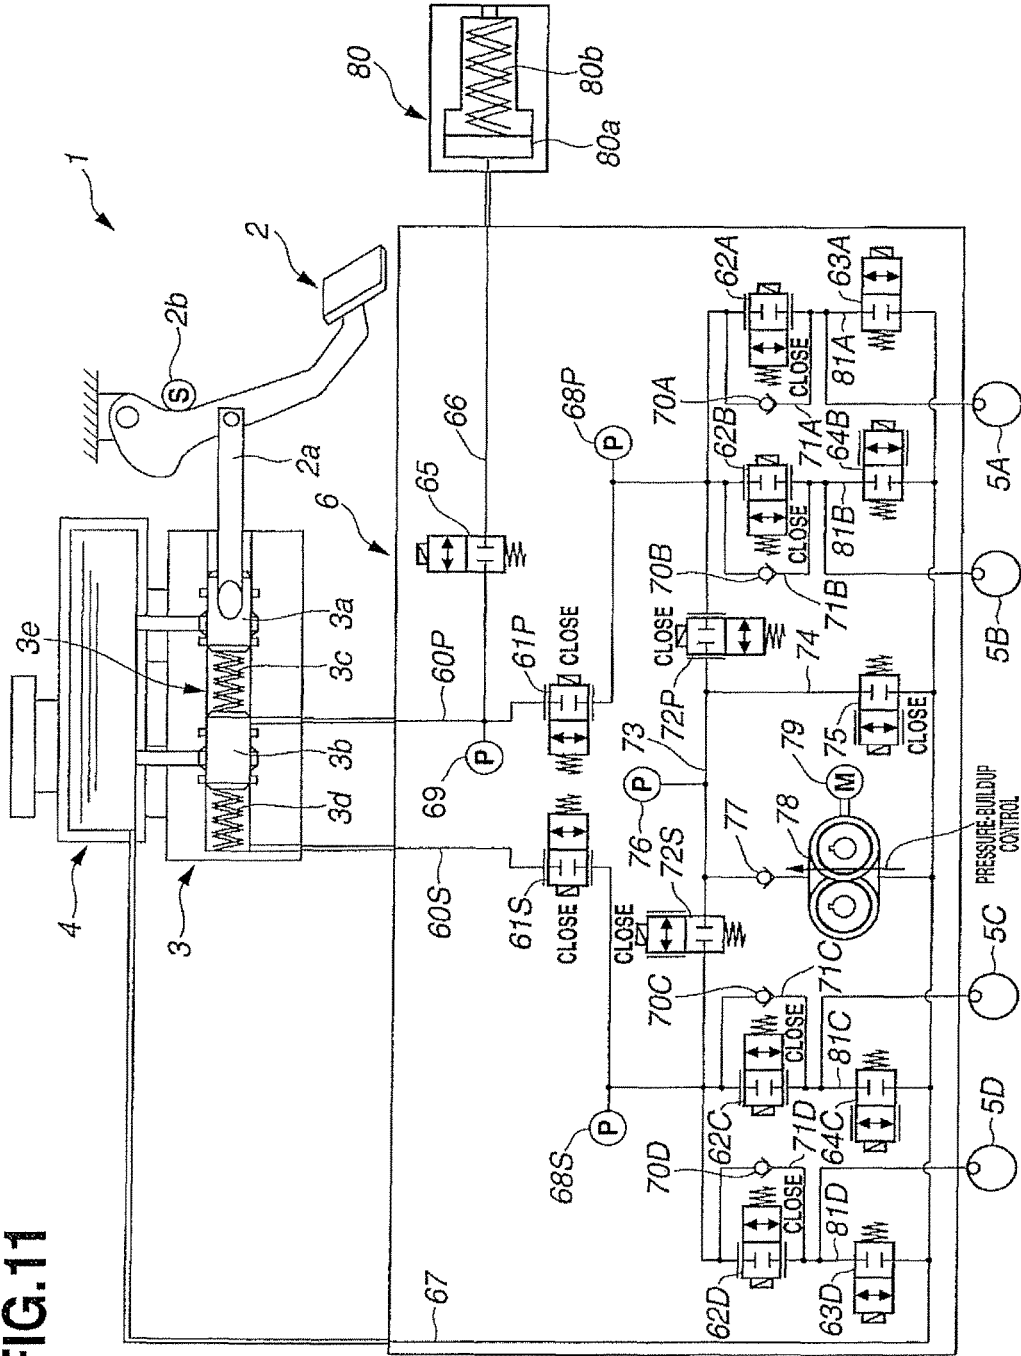 FIG.11
1
80
80b
80a
2
2b
S
2a
4
3
3e
3a
3c
3b
3d
6
65
66
60P
60S
69
P
61P
CLOSE
61S
CLOSE
68P
P
68S
P
67
62A
63A
CLOSE
81A
70A
71A
62B
64B
CLOSE
81B
70B
71B
CLOSE
72P
74
73
76
P
72S
CLOSE
75
CLOSE
77
78
79
M
PRESSURE-BUILDUP
CONTROL
70C
71C
CLOSE
62C
81C
64C
70D
71D
CLOSE
62D
81D
63D
5A
5B
5C
5D